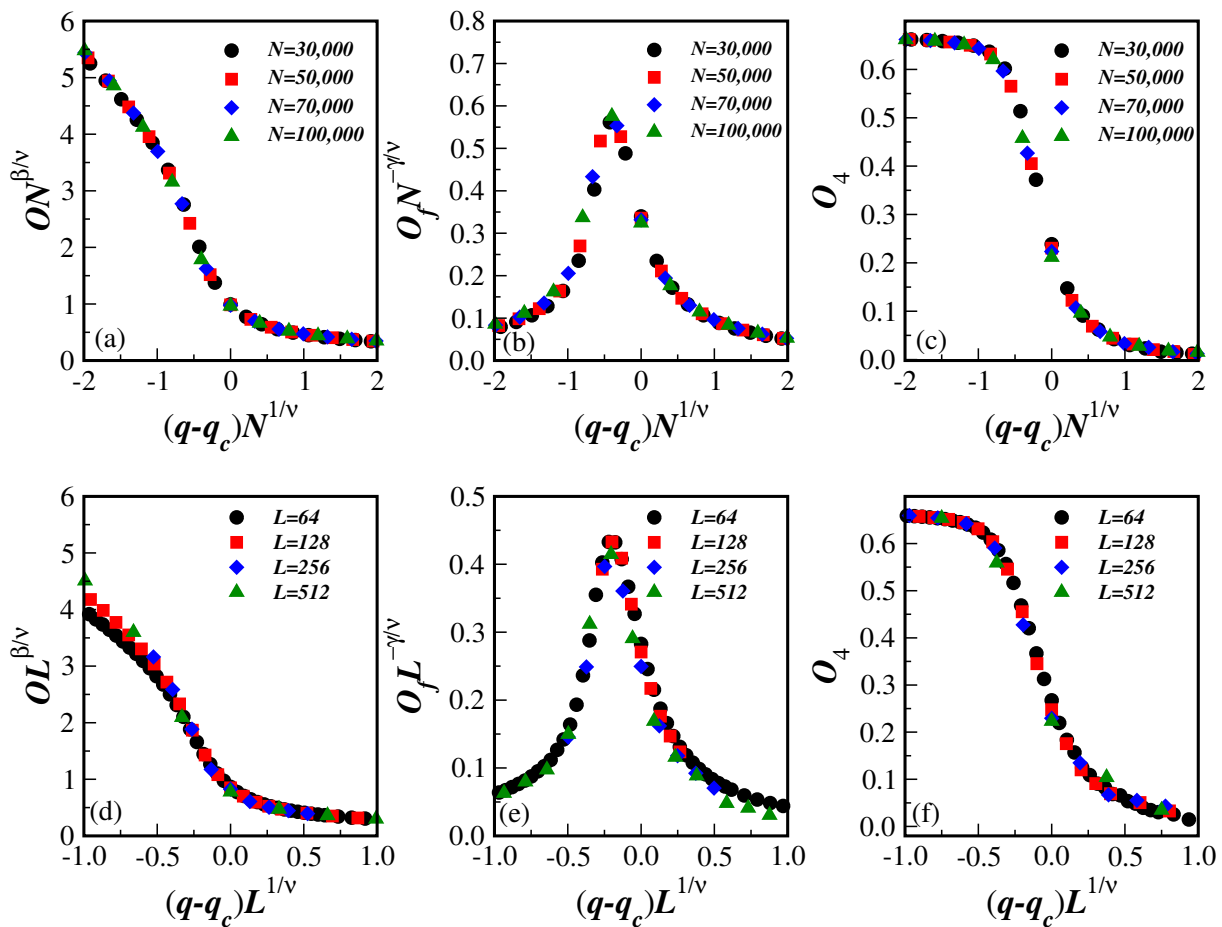 6
5
4
3
2
1
0
-2 -1 0 1 2
ON^{β/ν}
(q-q_c)N^{1/ν}
N=30,000
N=50,000
N=70,000
N=100,000
(a)
0.8
0.7
0.6
0.5
0.4
0.3
0.2
0.1
0
-2 -1 0 1 2
O_f N^{-γ/ν}
(q-q_c)N^{1/ν}
N=30,000
N=50,000
N=70,000
N=100,000
(b)
0.6
0.5
0.4
0.3
0.2
0.1
0.0
-2 -1 0 1 2
O_4
(q-q_c)N^{1/ν}
N=30,000
N=50,000
N=70,000
N=100,000
(c)
6
5
4
3
2
1
0
-1.0 -0.5 0.0 0.5 1.0
OL^{β/ν}
(q-q_c)L^{1/ν}
L=64
L=128
L=256
L=512
(d)
0.5
0.4
0.3
0.2
0.1
0.0
-1.0 -0.5 0.0 0.5 1.0
O_f L^{-γ/ν}
(q-q_c)L^{1/ν}
L=64
L=128
L=256
L=512
(e)
0.6
0.5
0.4
0.3
0.2
0.1
0.0
-1.0 -0.5 0.0 0.5 1.0
O_4
(q-q_c)L^{1/ν}
L=64
L=128
L=256
L=512
(f)